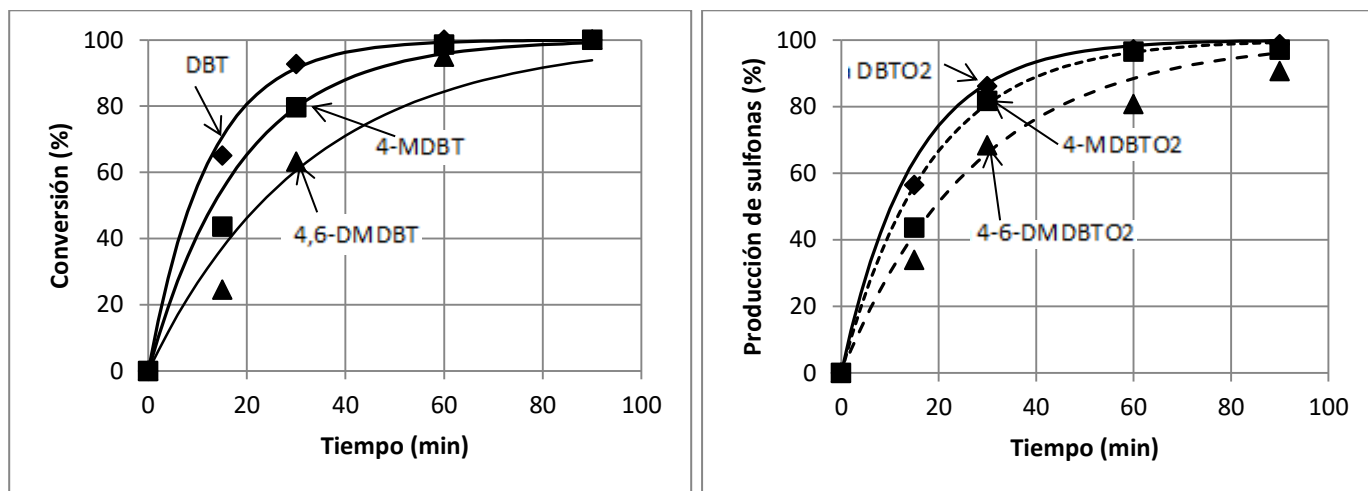 Conversión (%)
100
80
60
40
20
0
0 20 40 60 80 100
Tiempo (min)
DBT
4-MDBT
4,6-DMDBT
Producción de sulfonas (%)
100
80
60
40
20
0
0 20 40 60 80 100
Tiempo (min)
DBTO2
4-MDBTO2
4-6-DMDBTO2